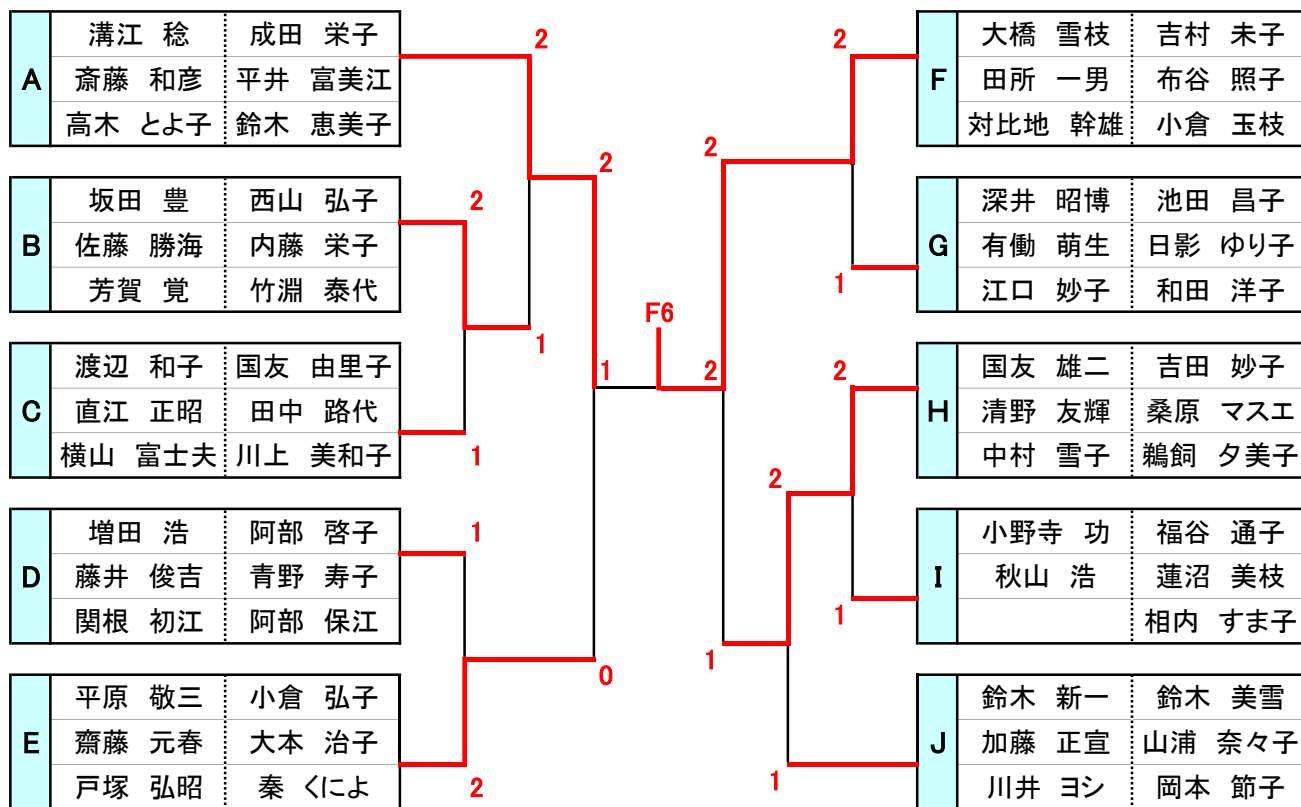 A
溝江 稔 成田 栄子
斎藤 和彦 平井 富美江
高木 とよ子 鈴木 恵美子
B
坂田 豊 西山 弘子
佐藤 勝海 内藤 栄子
芳賀 覚 竹淵 泰代
C
渡辺 和子 国友 由里子
直江 正昭 田中 路代
横山 富士夫 川上 美和子
D
増田 浩 阿部 啓子
藤井 俊吉 青野 寿子
関根 初江 阿部 保江
E
平原 敬三 小倉 弘子
齋藤 元春 大本 治子
戸塚 弘昭 秦 くによ
2
2
2
1
1
1
1
0
2
F6
1
2
2
2
1
2
2
1
1
1
F
大橋 雪枝 吉村 未子
田所 一男 布谷 照子
対比地 幹雄 小倉 玉枝
G
深井 昭博 池田 昌子
有働 萌生 日影 ゆり子
江口 妙子 和田 洋子
H
国友 雄二 吉田 妙子
清野 友輝 桑原 マスエ
中村 雪子 鵜飼 夕美子
I
小野寺 功 福谷 通子
秋山 浩 蓮沼 美枝
相内 すま子
J
鈴木 新一 鈴木 美雪
加藤 正宣 山浦 奈々子
川井 ヨシ 岡本 節子